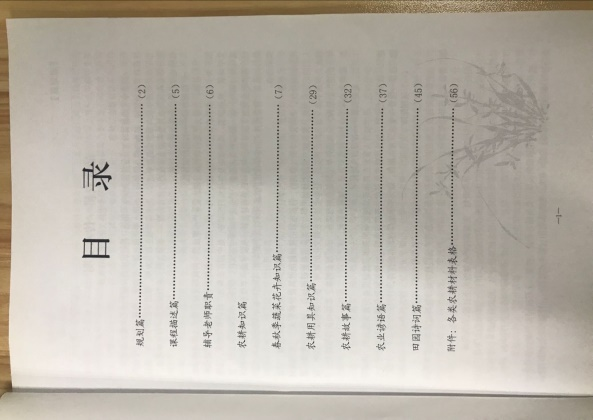 目 录
规划篇……………………………………………（2）
课程描述篇………………………………………（5）
辅导老师职责……………………………………（6）
农耕知识篇
春秋季蔬菜花卉知识篇…………………………（7）
农耕用具知识篇…………………………………（29）
农耕故事篇………………………………………（32）
农业谚语篇………………………………………（37）
田园诗词篇………………………………………（45）
附件：各类农耕材料表格………………………（56）
—1—